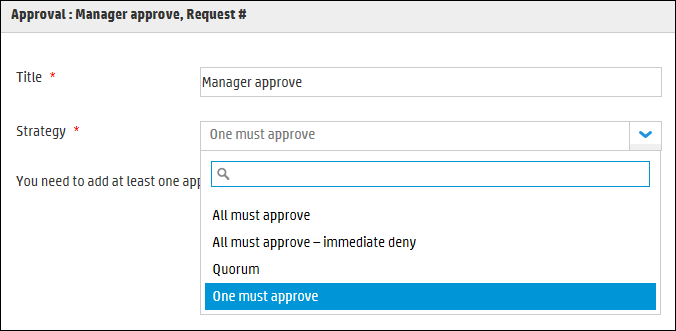 Approval : Manager approve, Request #
Title *
Manager approve
Strategy *
One must approve
You need to add at least one app
All must approve
All must approve – immediate deny
Quorum
One must approve